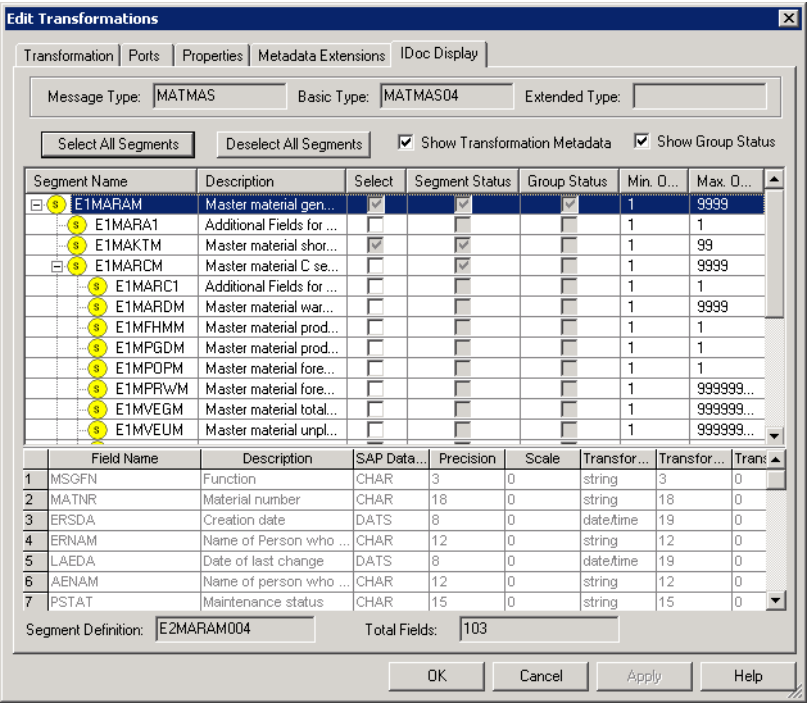 Edit Transformations
Transformation Ports Properties Metadata Extensions IDoc Display
Message Type: MATMAS Basic Type: MATMAS04 Extended Type:
Select All Segments Deselect All Segments Show Transformation Metadata Show Group Status
Segment Name Description Select Segment Status Group Status Min. O... Max. O...
E1MARAM Master material gen... 1 9999
E1MARA1 Additional Fields for ... 1 1
E1MAKTM Master material shor... 1 99
E1MARCM Master material C se... 1 9999
E1MARC1 Additional Fields for ... 1 1
E1MARDM Master material war... 1 9999
E1MFHMM Master material prod... 1 1
E1MPGDM Master material prod... 1 1
E1MPOPM Master material fore... 1 1
E1MPRWM Master material fore... 1 999999...
E1MVEGM Master material total... 1 999999...
E1MVEUM Master material unpl... 1 999999...
Field Name Description SAP Data... Precision Scale Transfor... Transfor... Trans
1 MSGFN Function CHAR 3 0 string 3 0
2 MATNR Material number CHAR 18 0 string 18 0
3 ERSDA Creation date DATS 8 0 date/time 19 0
4 ERNAM Name of Person who ... CHAR 12 0 string 12 0
5 LAEDA Date of last change DATS 8 0 date/time 19 0
6 AENAM Name of person who ... CHAR 12 0 string 12 0
7 PSTAT Maintenance status CHAR 15 0 string 15 0
Segment Definition: E2MARAM004 Total Fields: 103
OK Cancel Apply Help